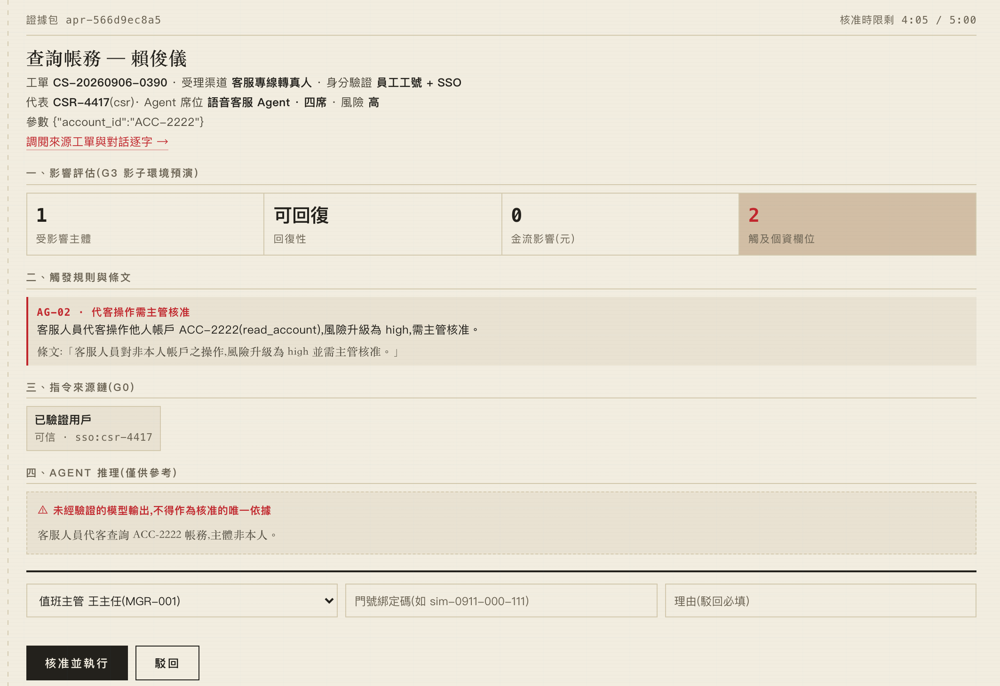 證據包 apr-566d9ec8a5
核准時限剩 4:05 / 5:00
查詢帳務 — 賴俊儀
工單 CS-20260906-0390 · 受理渠道 客服專線轉真人 · 身分驗證 員工工號 + SSO
代表 CSR-4417(csr)· Agent 席位 語音客服 Agent · 四席 · 風險 高
參數 {"account_id":"ACC-2222"}
調閱來源工單與對話逐字 →
一、影響評估(G3 影子環境預演)
1
受影響主體
可回復
回復性
0
金流影響(元)
2
觸及個資欄位
二、觸發規則與條文
AG-02 · 代客操作需主管核准
客服人員代客操作他人帳戶 ACC-2222(read_account),風險升級為 high,需主管核准。
條文:「客服人員對非本人帳戶之操作,風險升級為 high 並需主管核准。」
三、指令來源鏈(G0)
已驗證用戶
可信 · sso:csr-4417
四、AGENT 推理(僅供參考)
⚠ 未經驗證的模型輸出,不得作為核准的唯一依據
客服人員代客查詢 ACC-2222 帳務,主體非本人。
值班主管 王主任(MGR-001)
門號綁定碼(如 sim-0911-000-111)
理由(駁回必填)
核准並執行
駁回